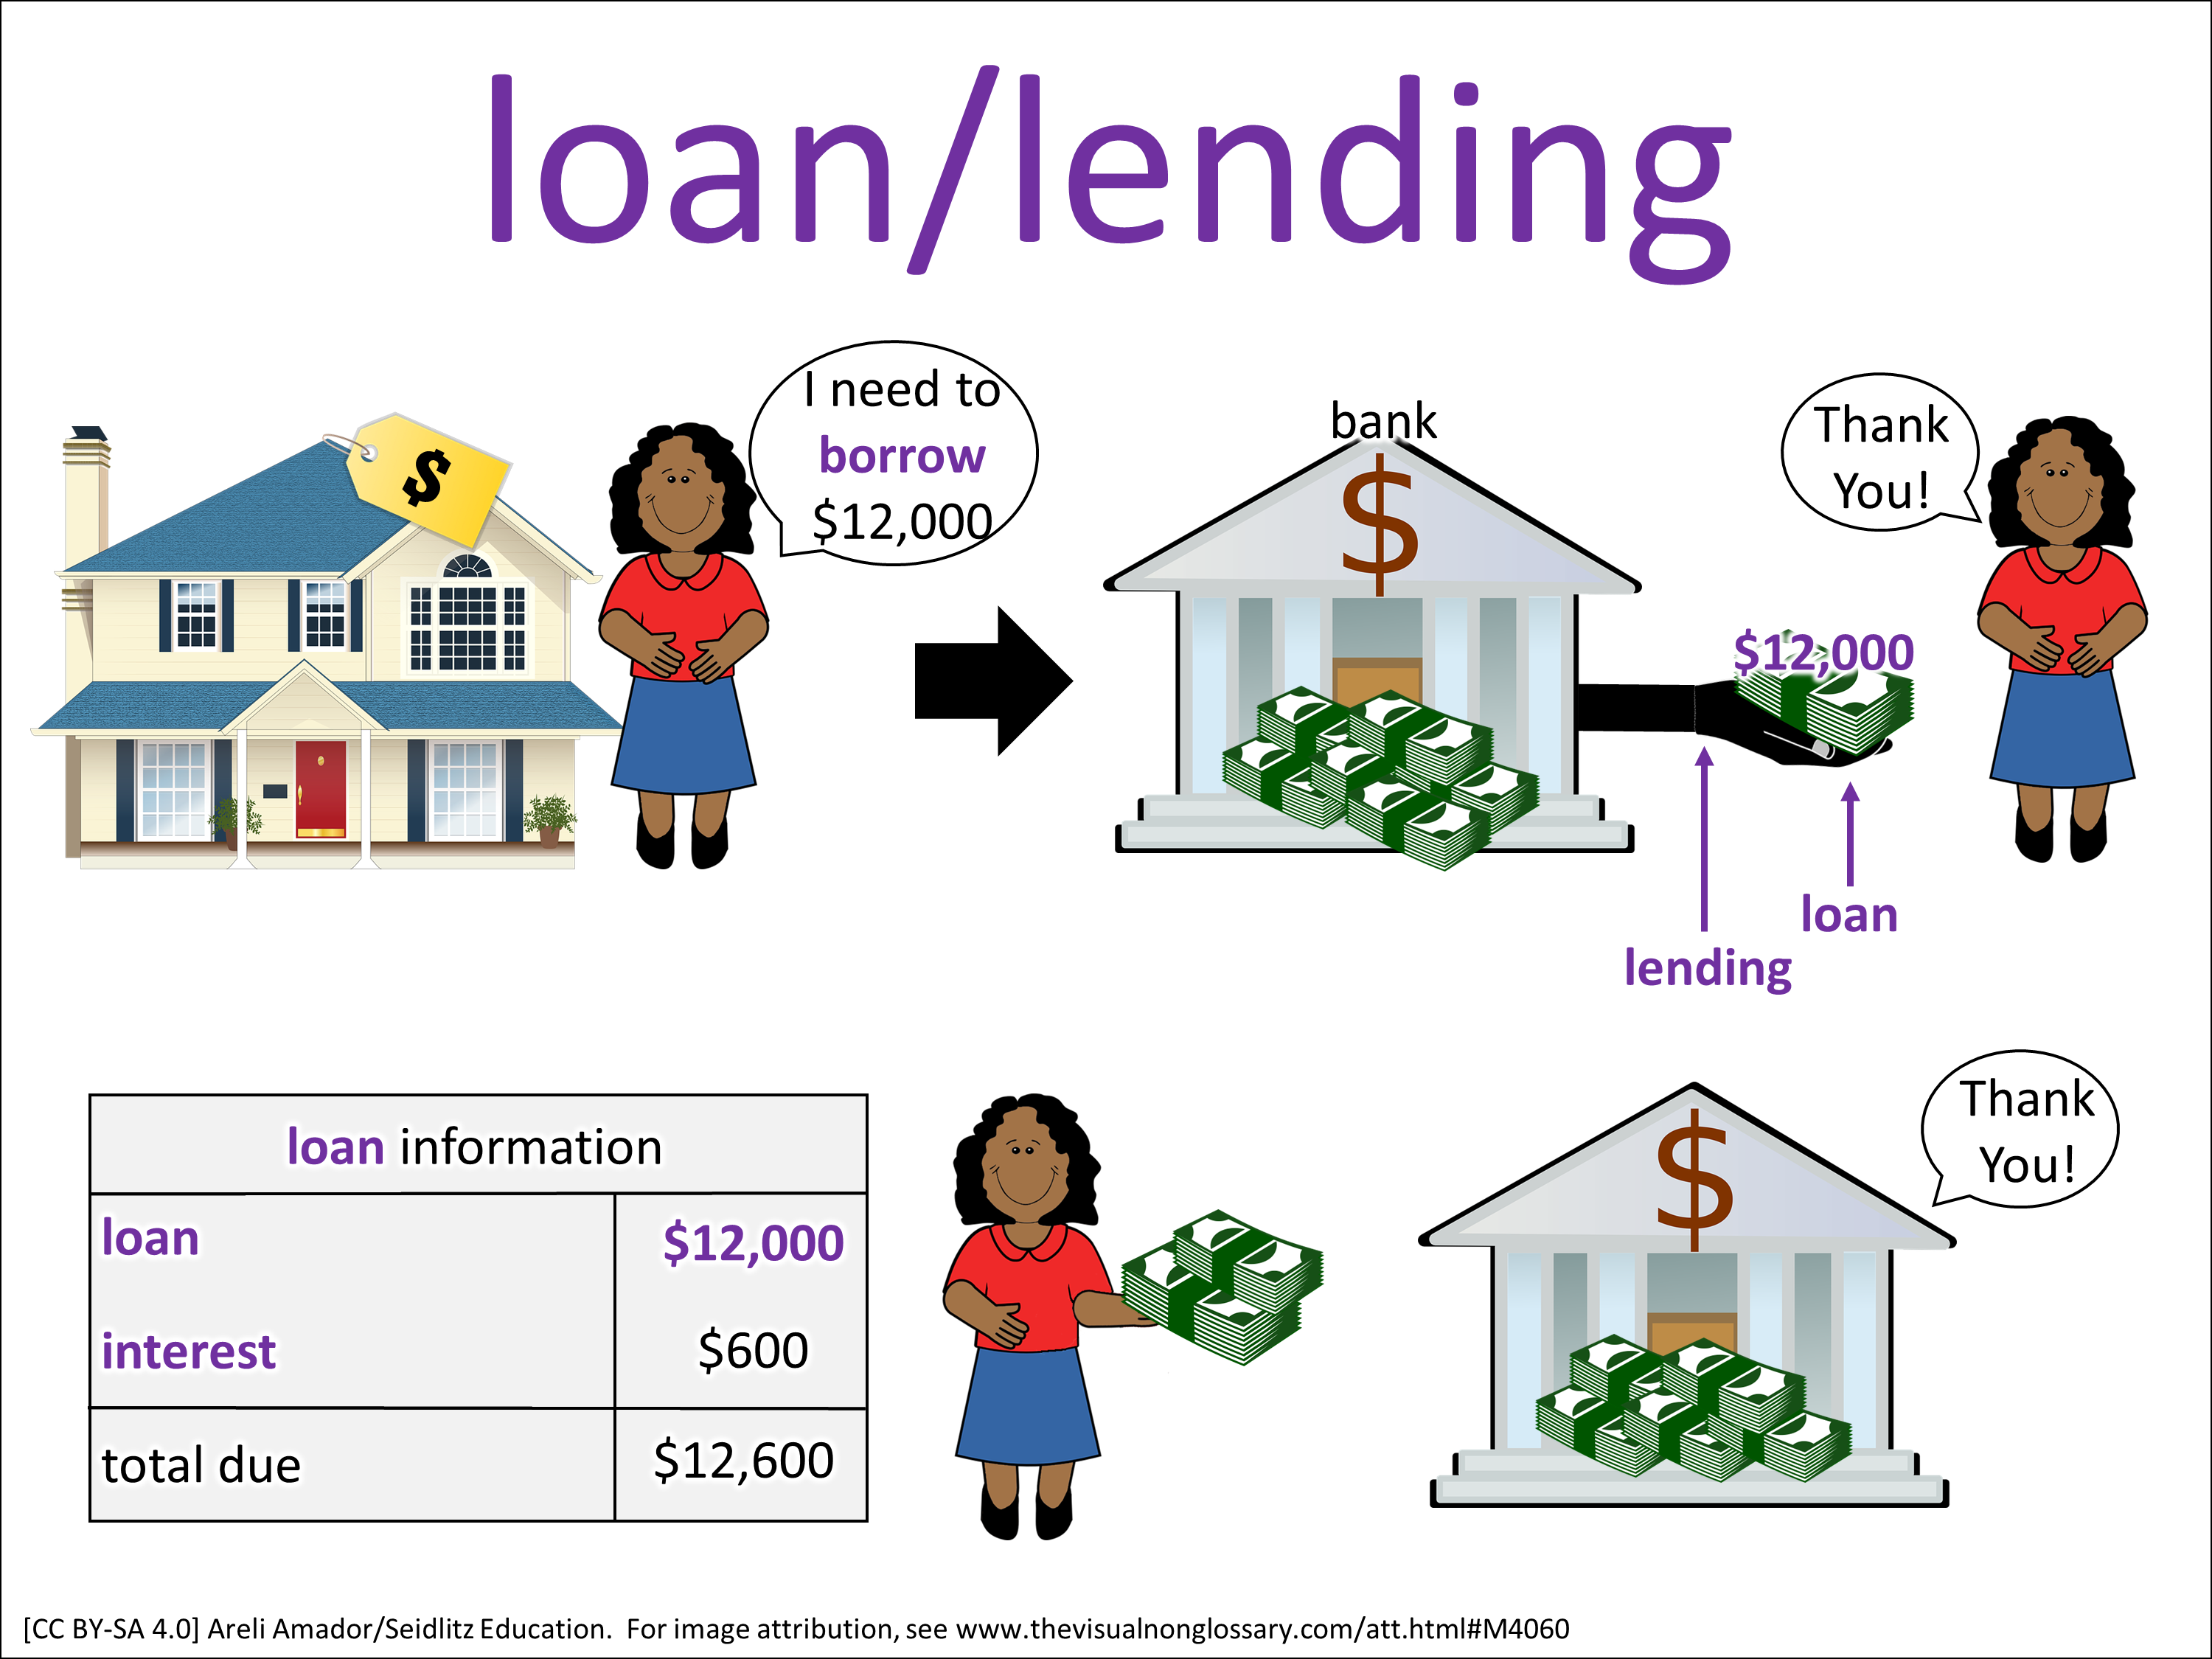 loan/lending
$
I need to
borrow
$12,000
bank
$
Thank
You!
$12,000
loan
lending
loan information
loan $12,000
interest $600
total due $12,600
$
Thank
You!
[CC BY-SA 4.0] Areli Amador/Seidlitz Education.  For image attribution, see www.thevisualnonglossary.com/att.html#M4060